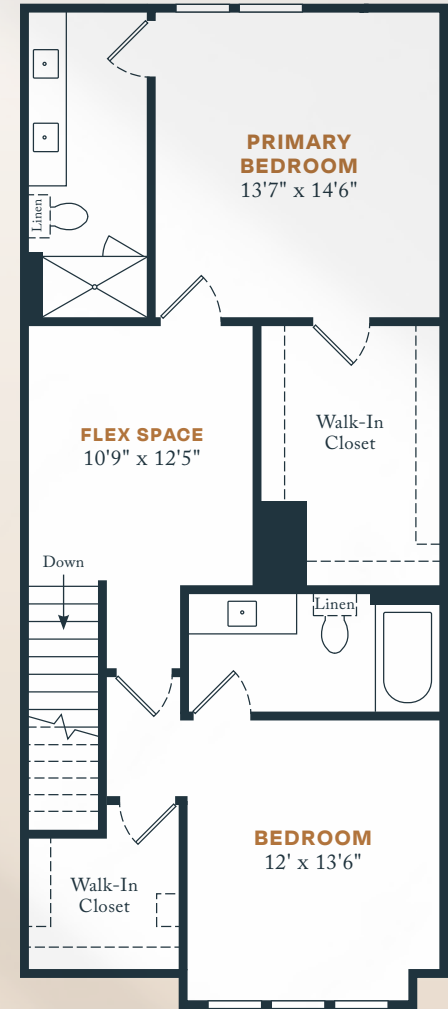 PRIMARY
BEDROOM
13'7" x 14'6"
Linen
FLEX SPACE
10'9" x 12'5"
Walk-In
Closet
Down
Linen
BEDROOM
12' x 13'6"
Walk-In
Closet